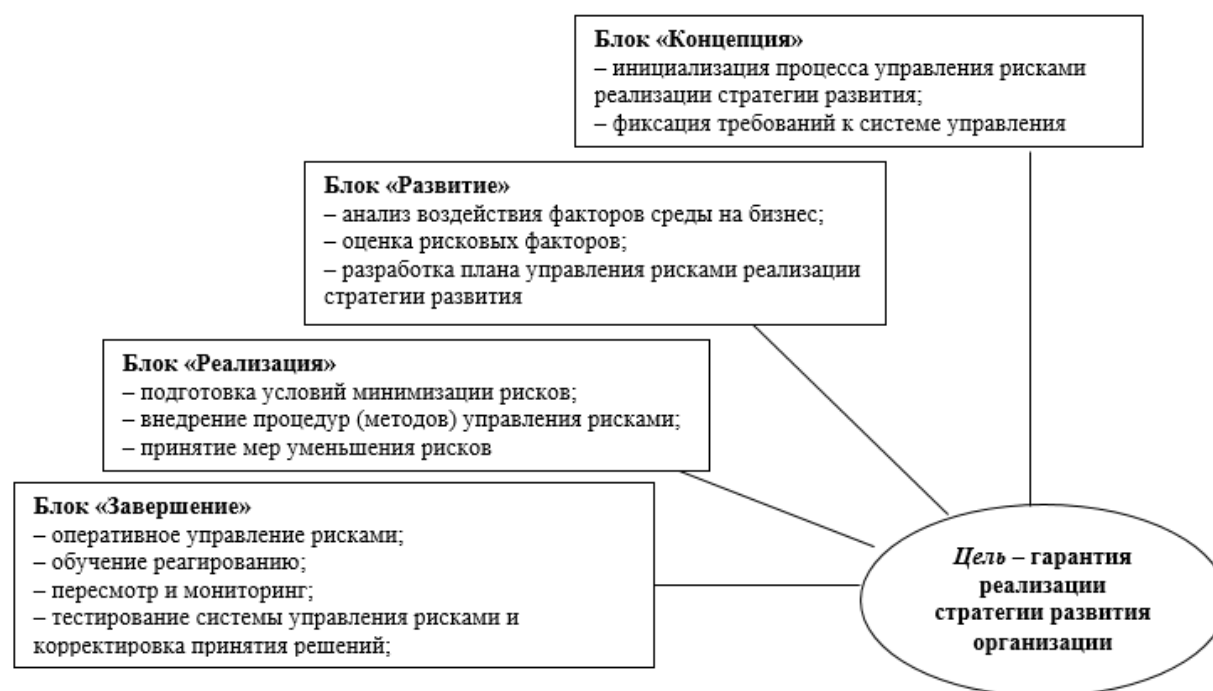 Блок «Концепция»
– инициализация процесса управления рисками
реализации стратегии развития;
– фиксация требований к системе управления
Блок «Развитие»
– анализ воздействия факторов среды на бизнес;
– оценка рисковых факторов;
– разработка плана управления рисками реализации
стратегии развития
Блок «Реализация»
– подготовка условий минимизации рисков;
– внедрение процедур (методов) управления рисками;
– принятие мер уменьшения рисков
Блок «Завершение»
– оперативное управление рисками;
– обучение реагированию;
– пересмотр и мониторинг;
– тестирование системы управления рисками и
корректировка принятия решений;
Цель – гарантия
реализации
стратегии развития
организации